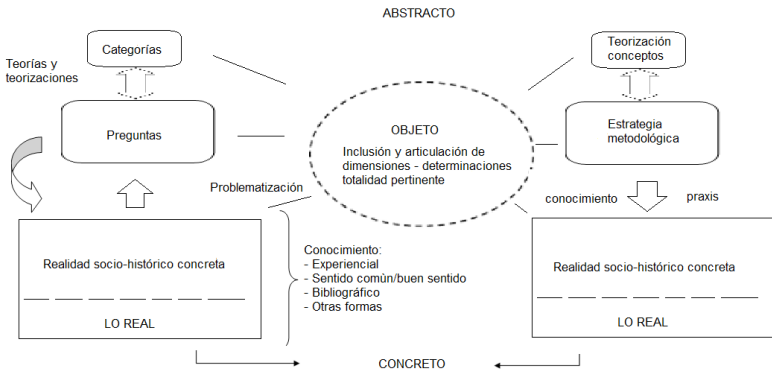 ABSTRACTO
Categorías
Teorías y
teorizaciones
Preguntas
Problematización
Realidad socio-histórico concreta
LO REAL
Conocimiento:
- Experiencial
- Sentido común/buen sentido
- Bibliográfico
- Otras formas
OBJETO
Inclusión y articulación de
dimensiones - determinaciones
totalidad pertinente
Teorización
conceptos
Estrategia
metodológica
conocimiento
praxis
Realidad socio-histórico concreta
LO REAL
CONCRETO